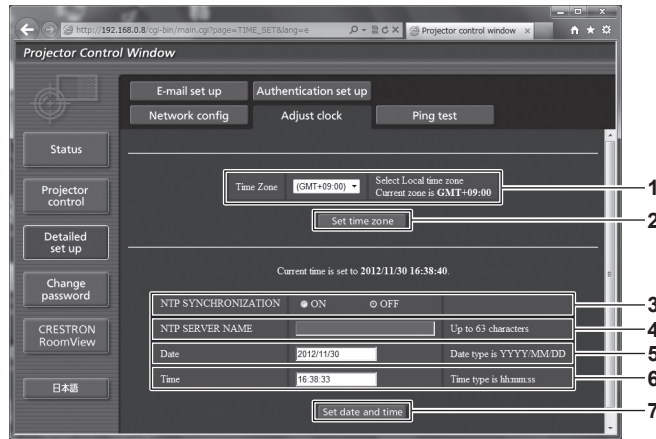 http://192.168.0.8/cgi-bin/main.cgi?page=TIME_SET&lang=e
Projector control window
Projector Control Window
E-mail set up
Authentication set up
Network config
Adjust clock
Ping test
Status
Projector control
Detailed set up
Change password
CRESTRON RoomView
日本語
Time Zone (GMT+09:00) Select Local time zone
Current zone is GMT+09:00
1
Set time zone
2
Current time is set to 2012/11/30 16:38:40.
NTP SYNCHRONIZATION ON OFF
3
NTP SERVER NAME Up to 63 characters
4
Date 2012/11/30 Date type is YYYY/MM/DD
5
Time 16:38:33 Time type is hh:mm:ss
6
Set date and time
7